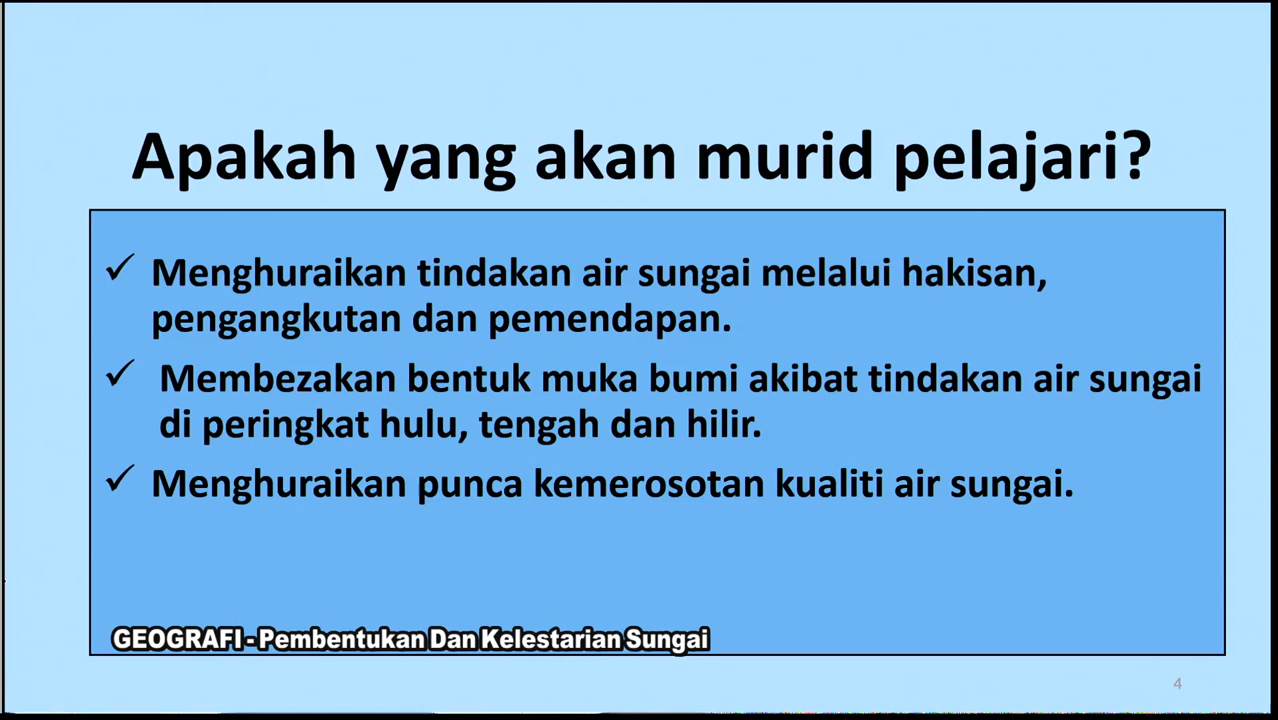 Apakah yang akan murid pelajari?
✓ Menghuraikan tindakan air sungai melalui hakisan,
pengangkutan dan pemendapan.
✓ Membezakan bentuk muka bumi akibat tindakan air sungai
di peringkat hulu, tengah dan hilir.
✓ Menghuraikan punca kemerosotan kualiti air sungai.
GEOGRAFI - Pembentukan Dan Kelestarian Sungai
4